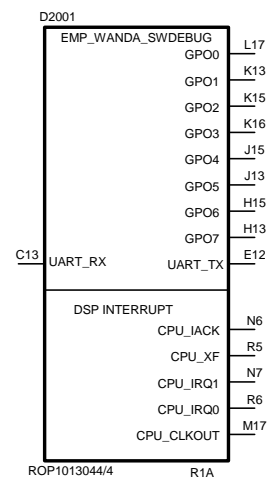 D2001
EMP_WANDA_SWDEBUG
GPO0 L17
GPO1 K13
GPO2 K15
GPO3 K16
GPO4 J15
GPO5 J13
GPO6 H15
GPO7 H13
C13 UART_RX UART_TX E12
DSP INTERRUPT
CPU_IACK N6
CPU_XF R5
CPU_IRQ1 N7
CPU_IRQ0 R6
CPU_CLKOUT M17
ROP1013044/4 R1A